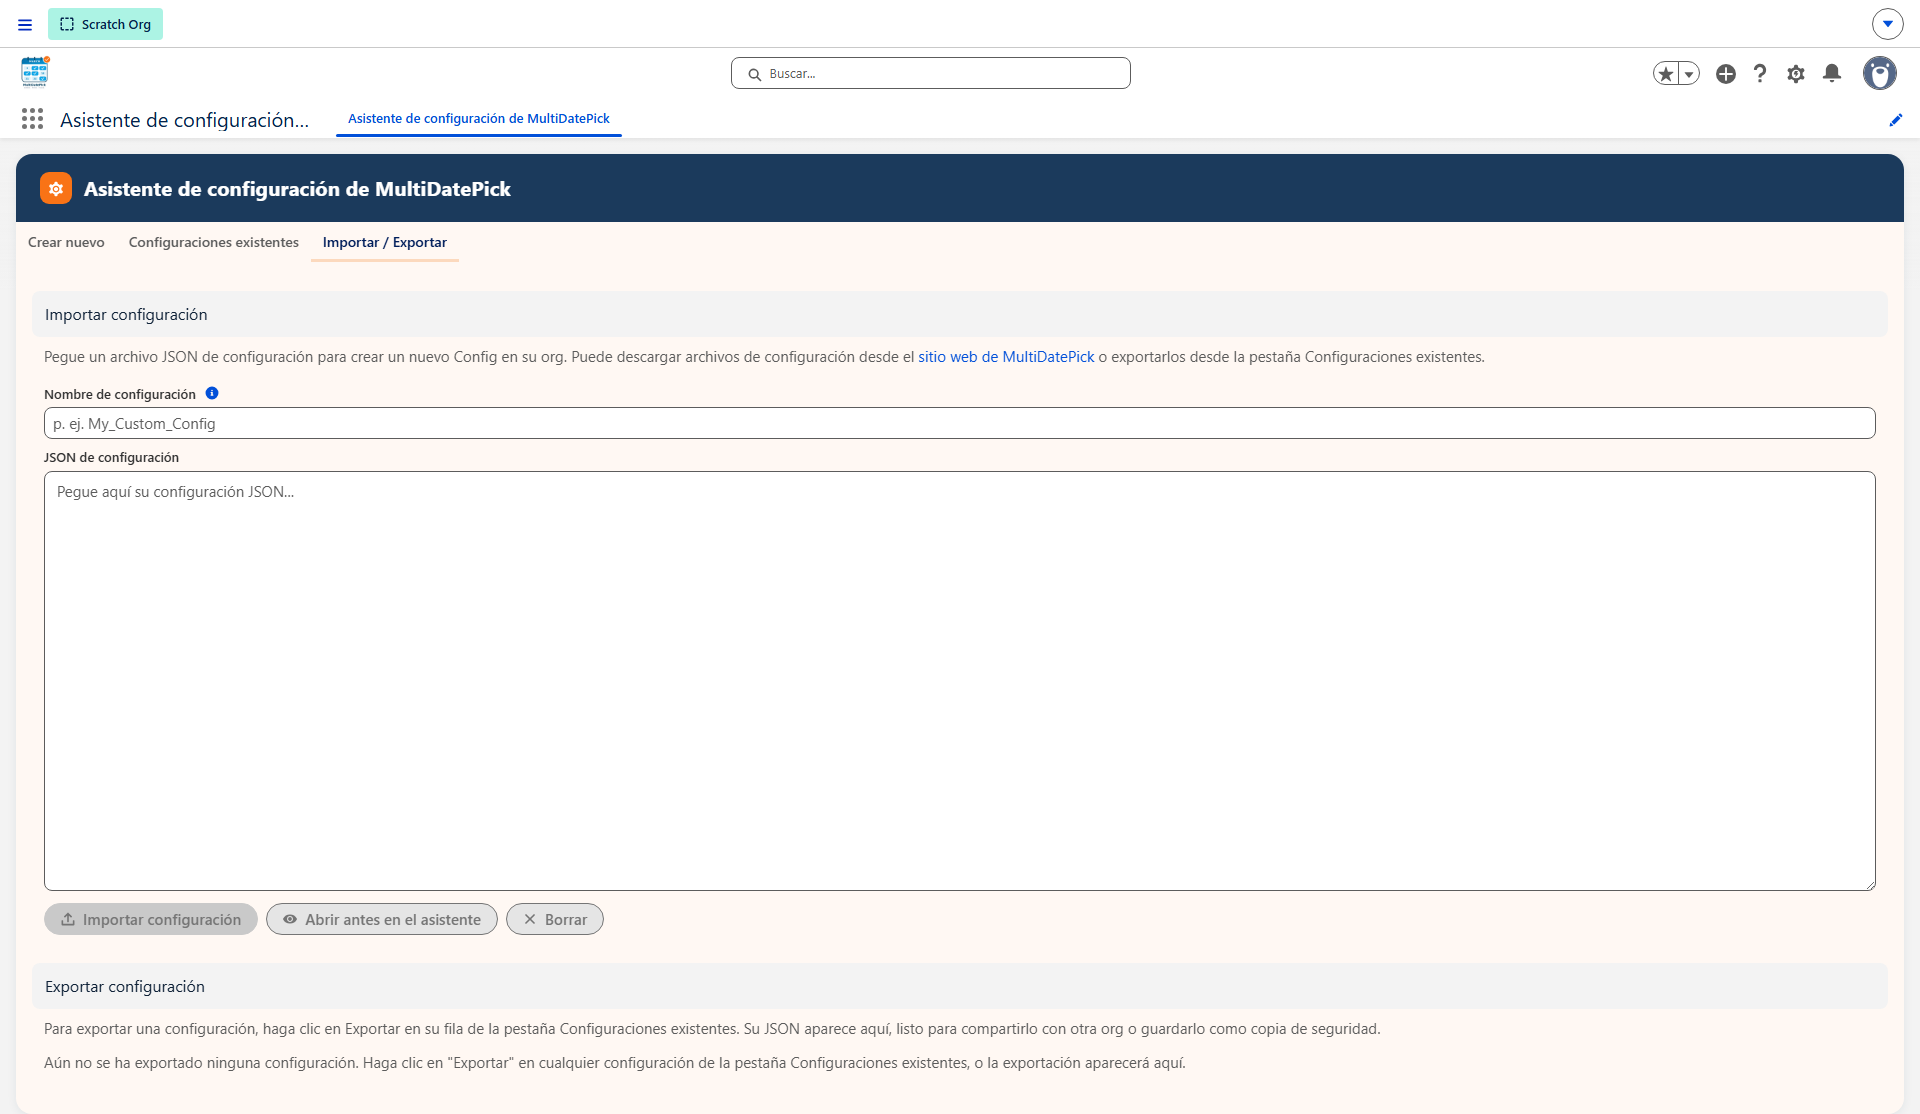 Scratch Org
Buscar...
Asistente de configuración...
Asistente de configuración de MultiDatePick
Asistente de configuración de MultiDatePick
Crear nuevo
Configuraciones existentes
Importar / Exportar
Importar configuración
Pegue un archivo JSON de configuración para crear un nuevo Config en su org. Puede descargar archivos de configuración desde el sitio web de MultiDatePick o exportarlos desde la pestaña Configuraciones existentes.
Nombre de configuración
p. ej. My_Custom_Config
JSON de configuración
Pegue aquí su configuración JSON...
Importar configuración
Abrir antes en el asistente
Borrar
Exportar configuración
Para exportar una configuración, haga clic en Exportar en su fila de la pestaña Configuraciones existentes. Su JSON aparece aquí, listo para compartirlo con otra org o guardarlo como copia de seguridad.
Aún no se ha exportado ninguna configuración. Haga clic en "Exportar" en cualquier configuración de la pestaña Configuraciones existentes, o la exportación aparecerá aquí.